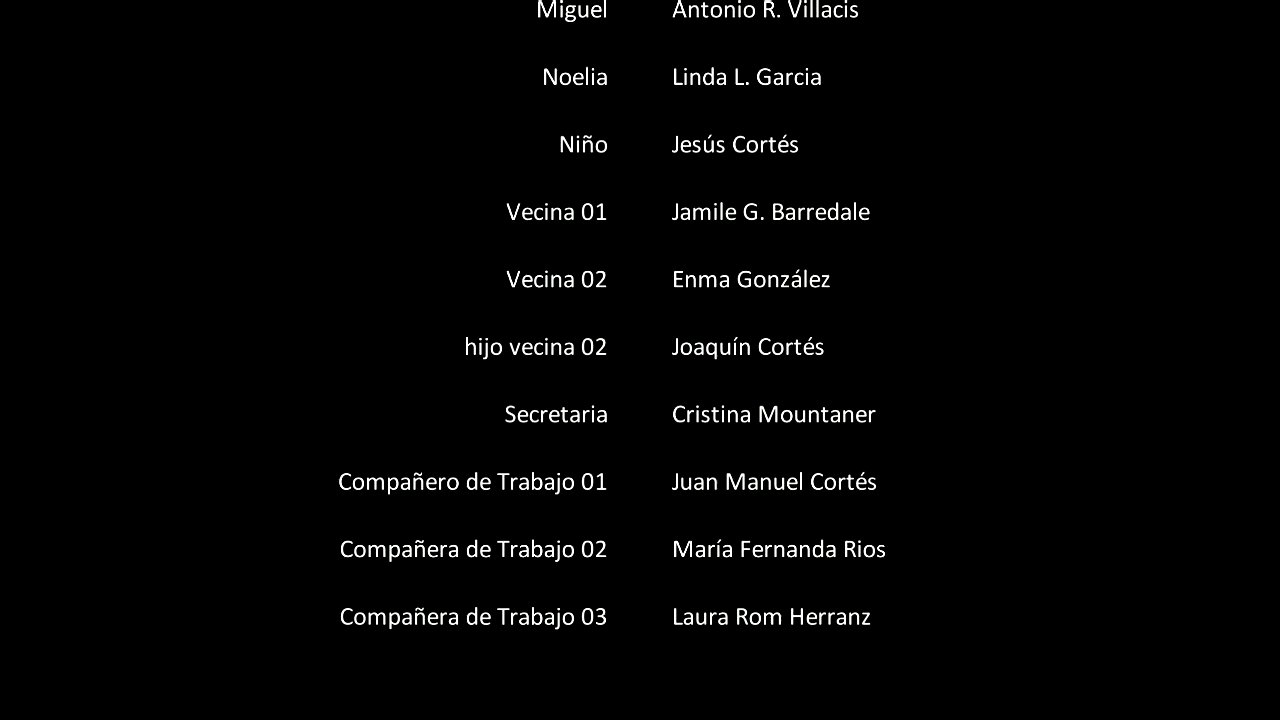 Miguel Antonio R. Villacis
Noelia Linda L. Garcia
Niño Jesús Cortés
Vecina 01 Jamile G. Barredale
Vecina 02 Enma González
hijo vecina 02 Joaquín Cortés
Secretaria Cristina Mountaner
Compañero de Trabajo 01 Juan Manuel Cortés
Compañera de Trabajo 02 María Fernanda Rios
Compañera de Trabajo 03 Laura Rom Herranz